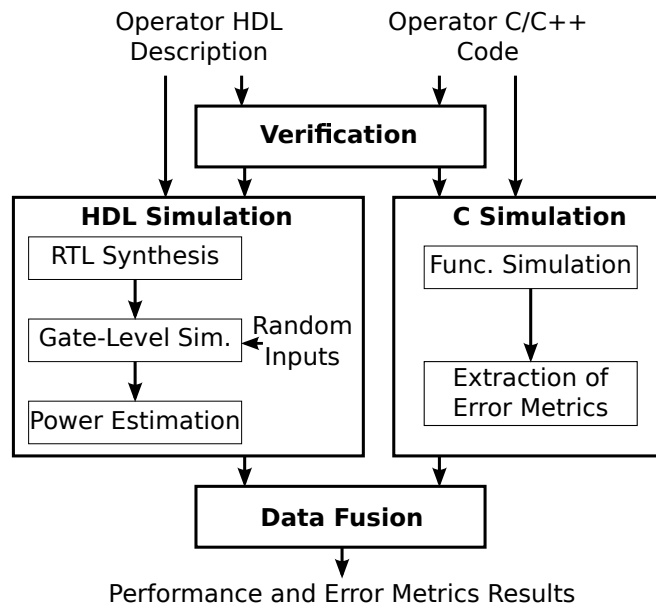 Operator HDL
Description
Operator C/C++
Code
Verification
HDL Simulation
RTL Synthesis
Gate-Level Sim.
Random
Inputs
Power Estimation
C Simulation
Func. Simulation
Extraction of
Error Metrics
Data Fusion
Performance and Error Metrics Results